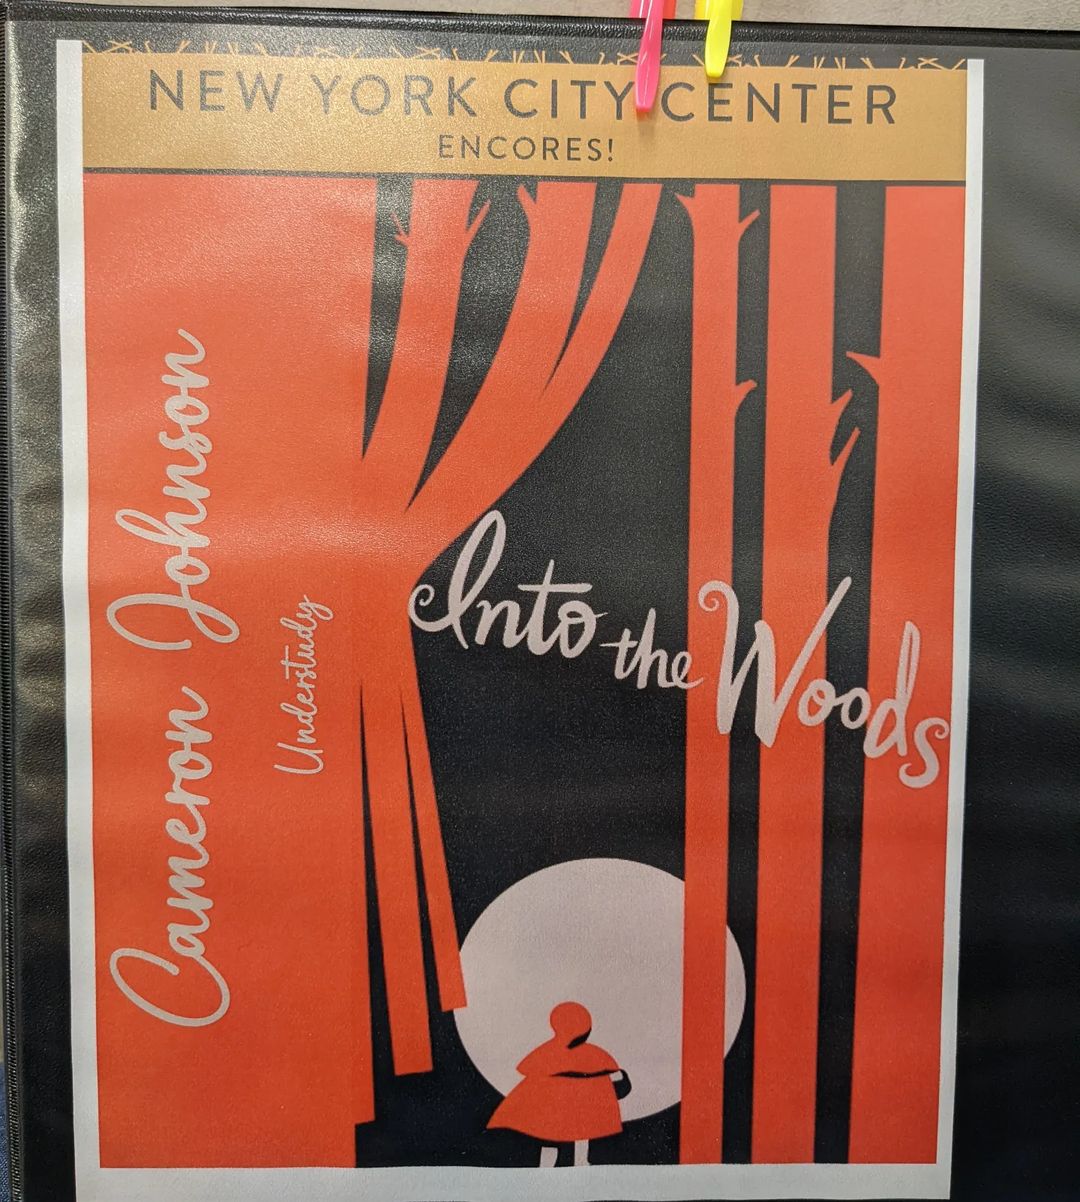 NEW YORK CITY CENTER
ENCORES!
Cameron Johnson
Understudy
Into the Woods